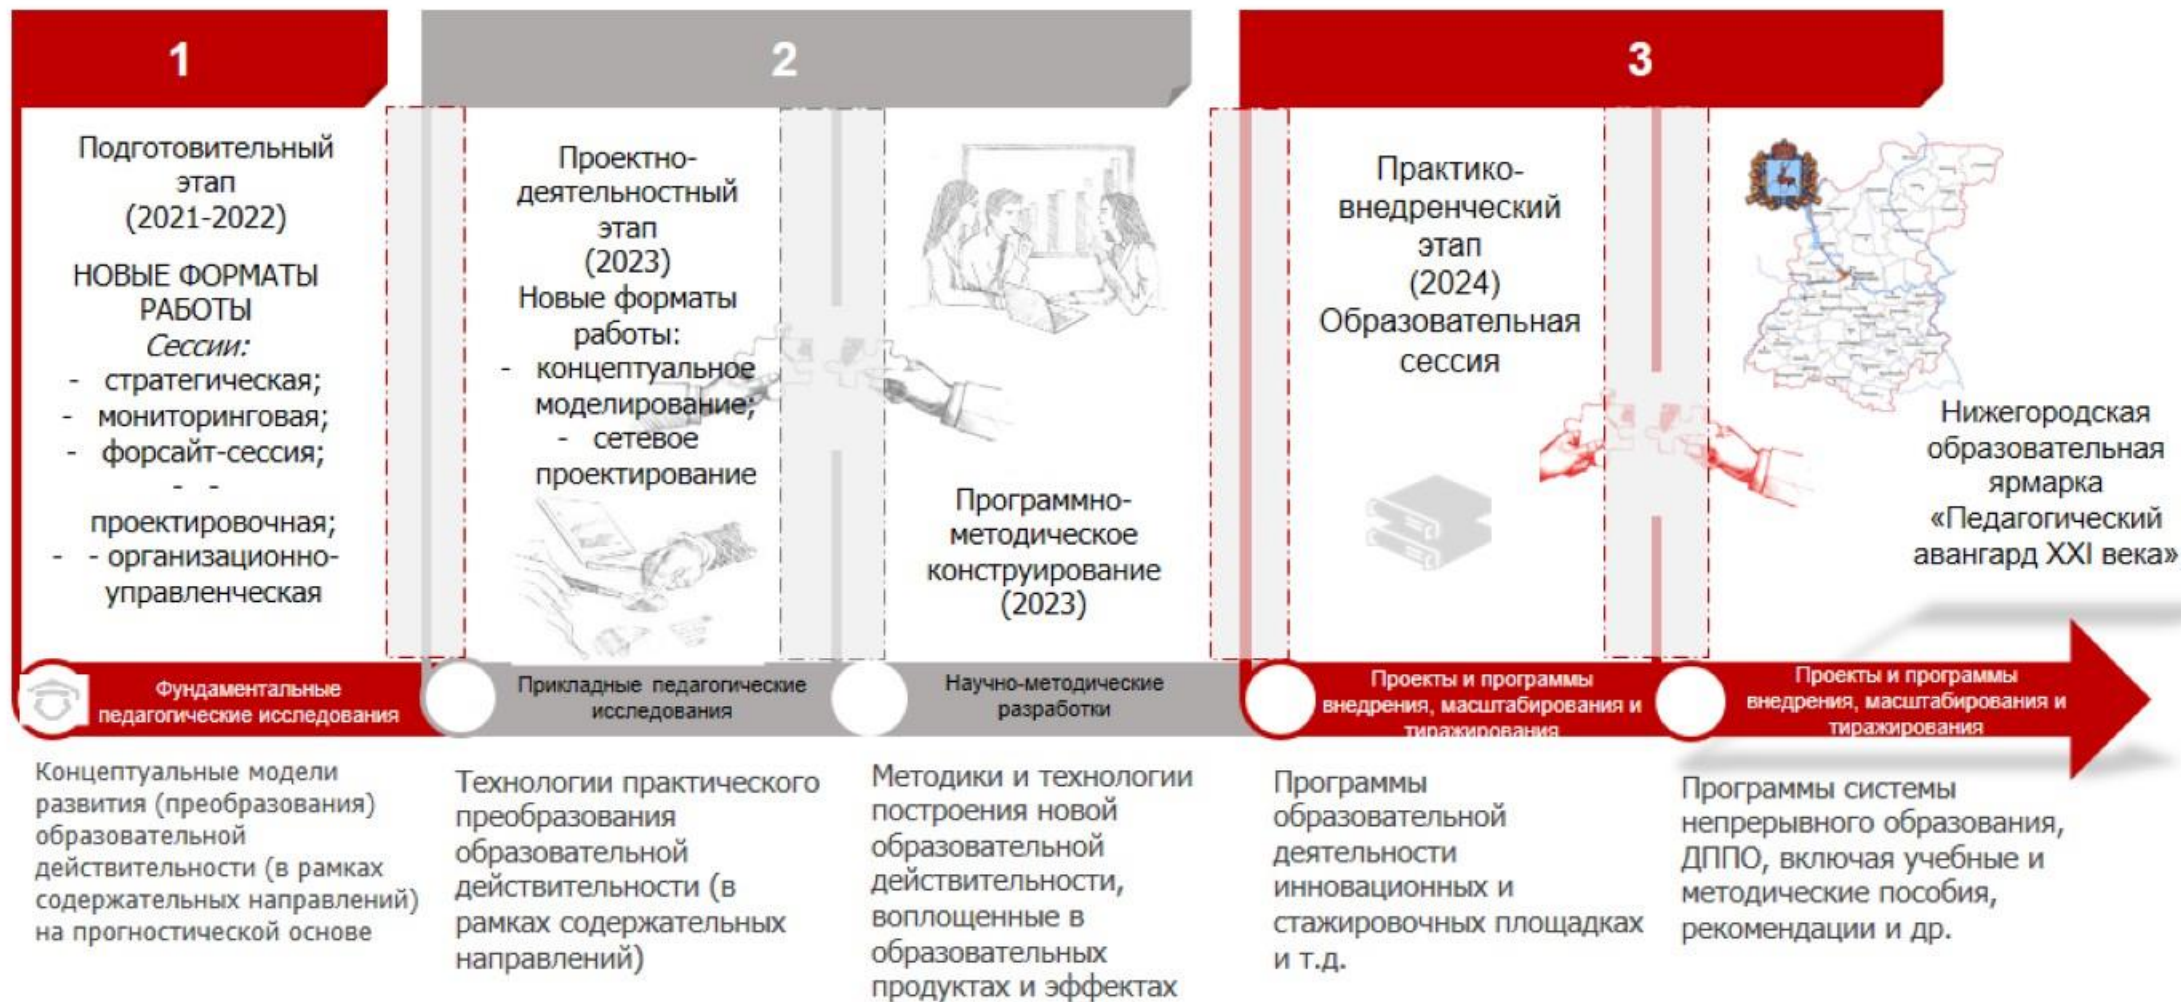 1
Подготовительный
этап
(2021-2022)
НОВЫЕ ФОРМАТЫ
РАБОТЫ
Сессии:
- стратегическая;
- мониторинговая;
- форсайт-сессия;
- -
проектировочная;
- - организационно-
управленческая
Фундаментальные
педагогические исследования
Концептуальные модели
развития (преобразования)
образовательной
действительности (в рамках
содержательных направлений)
на прогностической основе
2
Проектно-
деятельностный
этап
(2023)
Новые форматы
работы:
- концептуальное
моделирование;
- сетевое
проектирование
Прикладные педагогические
исследования
Технологии практического
преобразования
образовательной
действительности (в
рамках содержательных
направлений)
Программно-
методическое
конструирование
(2023)
Научно-методические
разработки
Методики и технологии
построения новой
образовательной
действительности,
воплощенные в
образовательных
продуктах и эффектах
3
Практико-
внедренческий
этап
(2024)
Образовательная
сессия
Проекты и программы
внедрения, масштабирования и
тиражирования
Программы
образовательной
деятельности
инновационных и
стажировочных площадках
и т.д.
Нижегородская
образовательная
ярмарка
«Педагогический
авангард XXI века»
Проекты и программы
внедрения, масштабирования и
тиражирования
Программы системы
непрерывного образования,
ДППО, включая учебные и
методические пособия,
рекомендации и др.